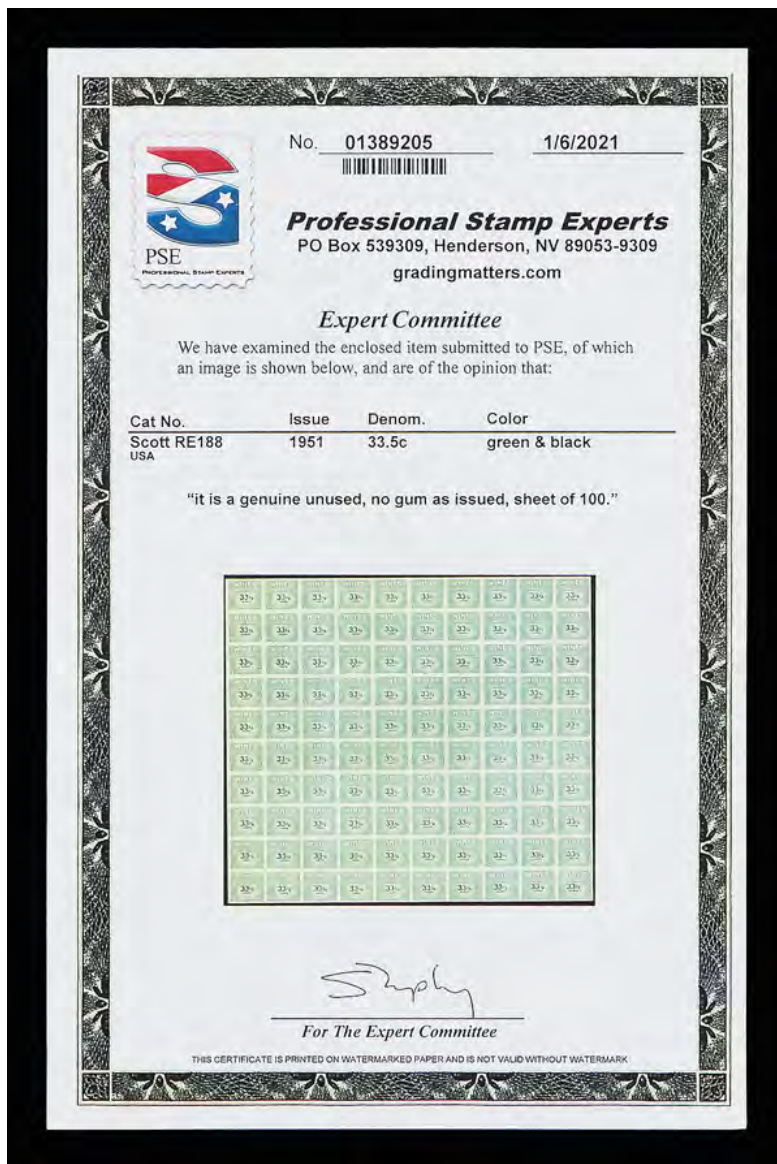 No. 01389205 1/6/2021
PSE
PROFESSIONAL STAMP EXPERTS
Professional Stamp Experts
PO Box 539309, Henderson, NV 89053-9309
gradingmatters.com
Expert Committee
We have examined the enclosed item submitted to PSE, of which
an image is shown below, and are of the opinion that:
Cat No. Issue Denom. Color
Scott RE188 1951 33.5c green & black
USA
"it is a genuine unused, no gum as issued, sheet of 100."
For The Expert Committee
THIS CERTIFICATE IS PRINTED ON WATERMARKED PAPER AND IS NOT VALID WITHOUT WATERMARK